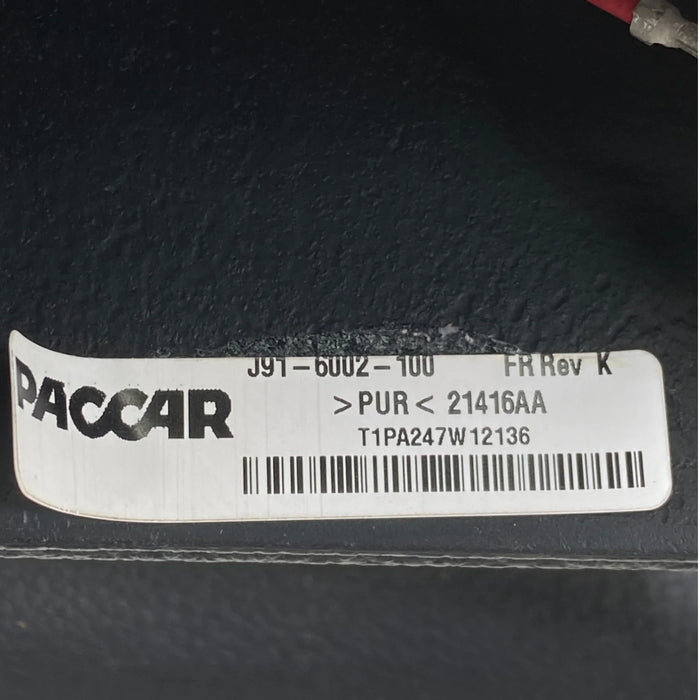 J91-6002-100 FR Rev K
PACCAR
>PUR< 21416AA
T1PA247W12136